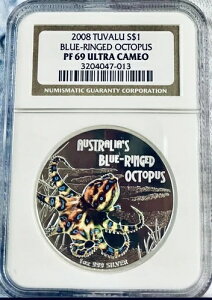 2008 TUVALU S$1
BLUE-RINGED OCTOPUS
PF 69 ULTRA CAMEO
3204047-013
NUMISMATIC GUARANTY CORPORATION
AUSTRALIA'S
BLUE-RINGED
OCTOPUS
1oz 999 SILVER